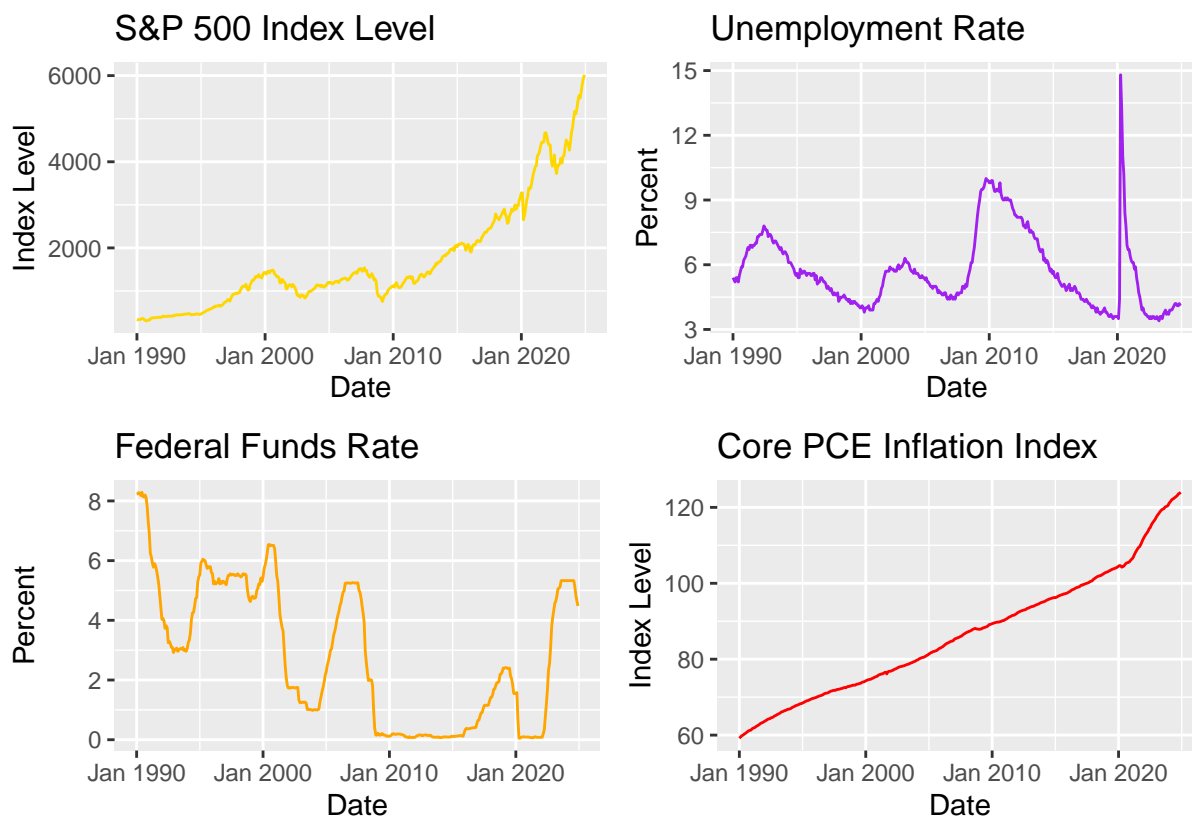 S&P 500 Index Level
Index Level
6000
4000
2000
Jan 1990 Jan 2000 Jan 2010 Jan 2020
Date
Unemployment Rate
Percent
15
12
9
6
3
Jan 1990 Jan 2000 Jan 2010 Jan 2020
Date
Federal Funds Rate
Percent
8
6
4
2
0
Jan 1990 Jan 2000 Jan 2010 Jan 2020
Date
Core PCE Inflation Index
Index Level
120
100
80
60
Jan 1990 Jan 2000 Jan 2010 Jan 2020
Date